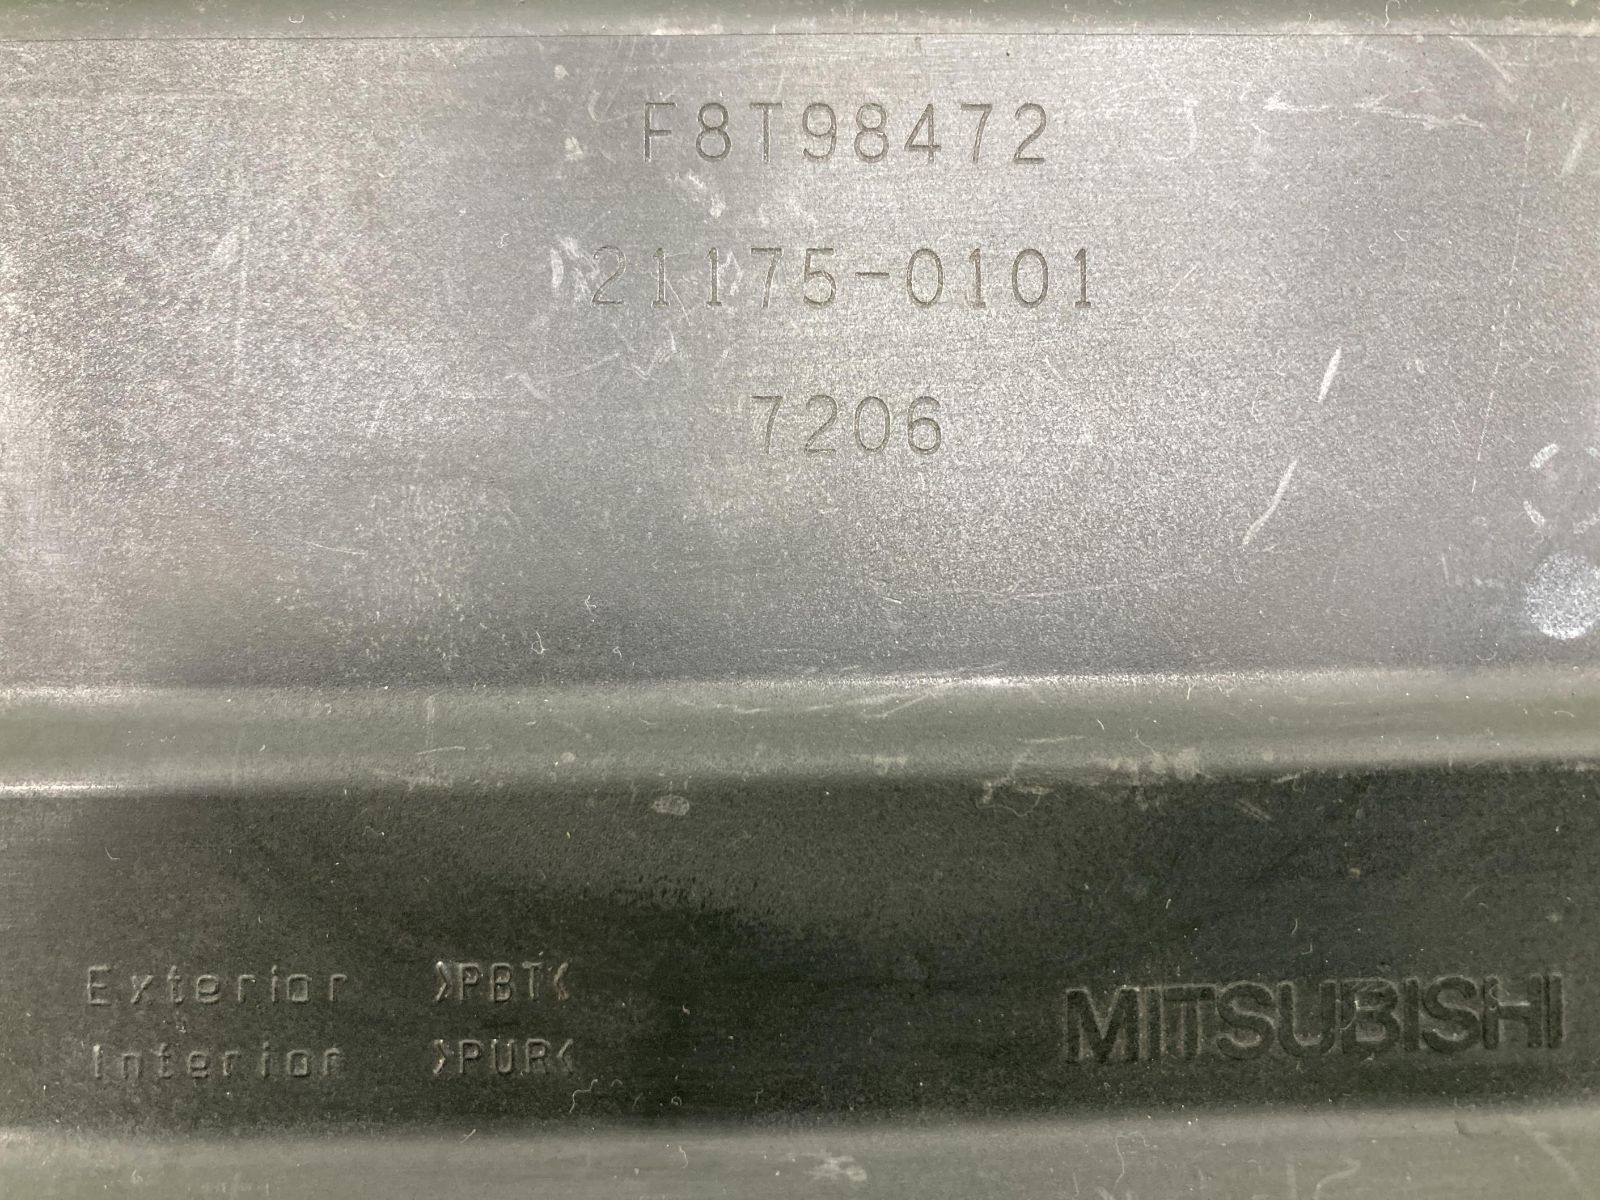 F8T98472
21175-0101
7206
Exterior >PBT<
Interior >PUR<
MITSUBISHI